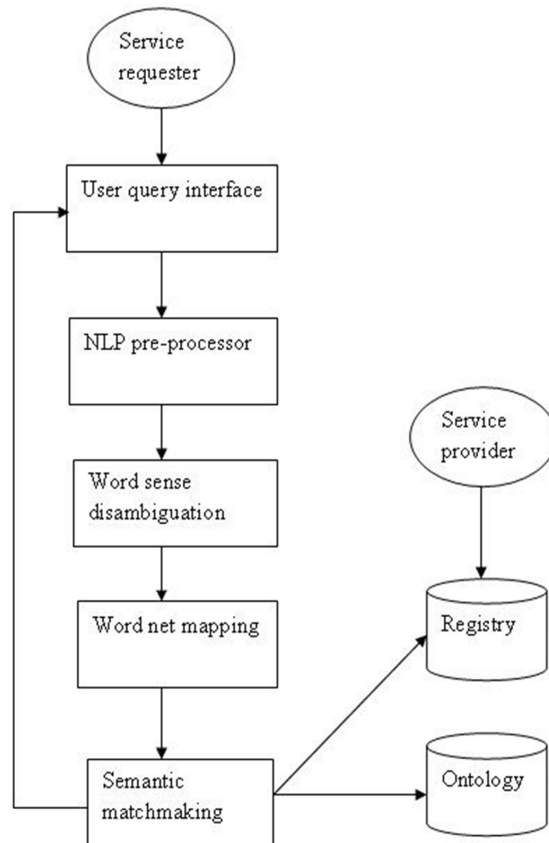 Service
requester
User query interface
NLP pre-processor
Word sense
disambiguation
Word net mapping
Semantic
matchmaking
Service
provider
Registry
Ontology